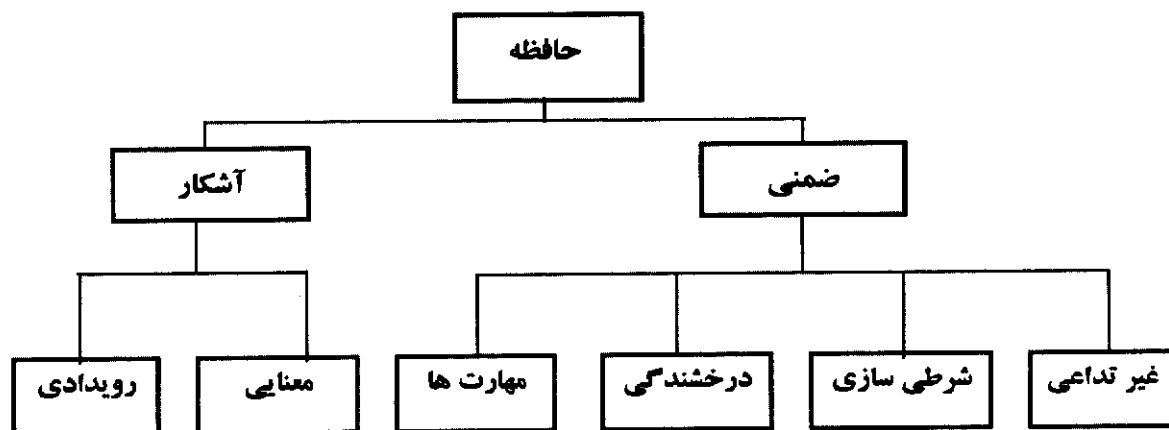 حافظه
ضمنی
آشکار
غیر تداعی
شرطی سازی
درخشندگی
مهارت ها
معنایی
رویدادی